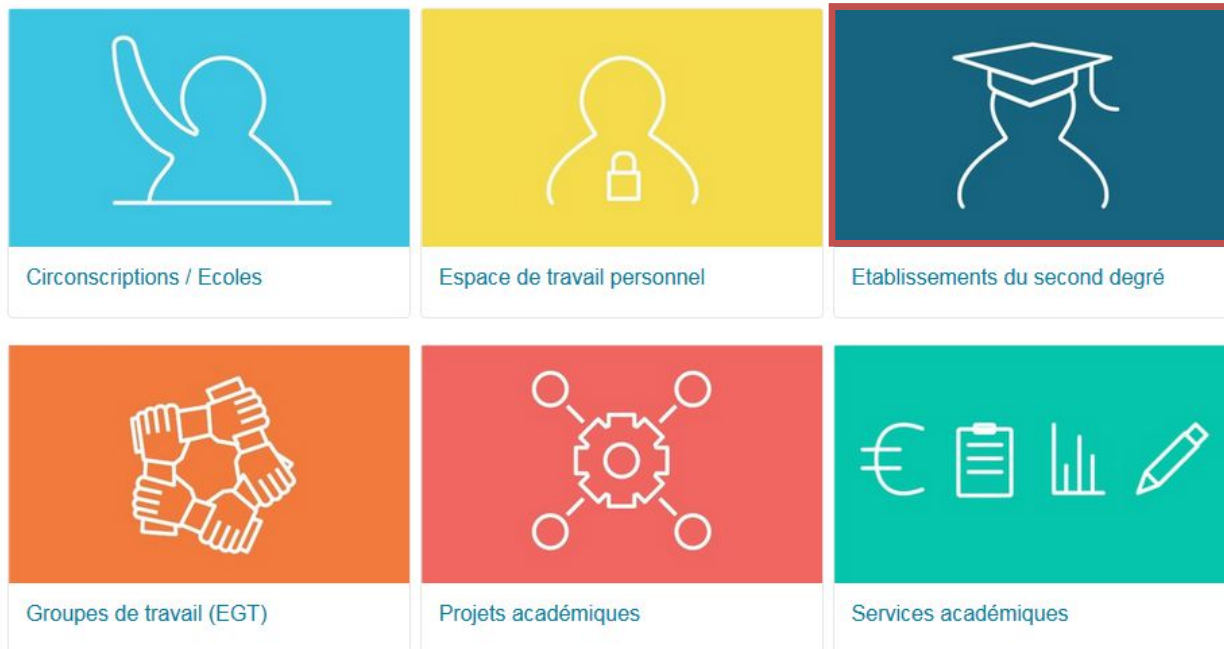 Circonscriptions / Ecoles
Espace de travail personnel
Etablissements du second degré
Groupes de travail (EGT)
Projets académiques
Services académiques